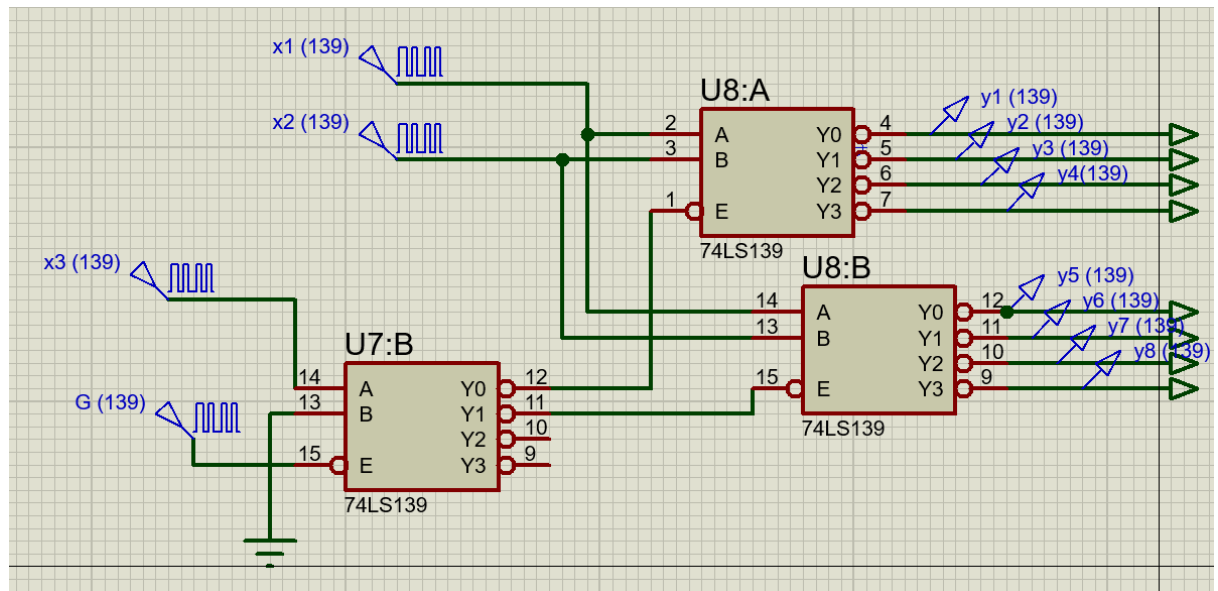 x1 (139)
x2 (139)
U8:A
2 A Y0 4 y1 (139)
3 B Y1 5 y2 (139)
Y2 6 y3 (139)
1 E Y3 7 y4(139)
74LS139
U8:B
14 A Y0 12 y5 (139)
13 B Y1 11 y6 (139)
Y2 10 y7 (139)
15 E Y3 9 y8 (139)
74LS139
x3 (139)
U7:B
14 A Y0 12
13 B Y1 11
Y2 10
15 E Y3 9
G (139)
74LS139